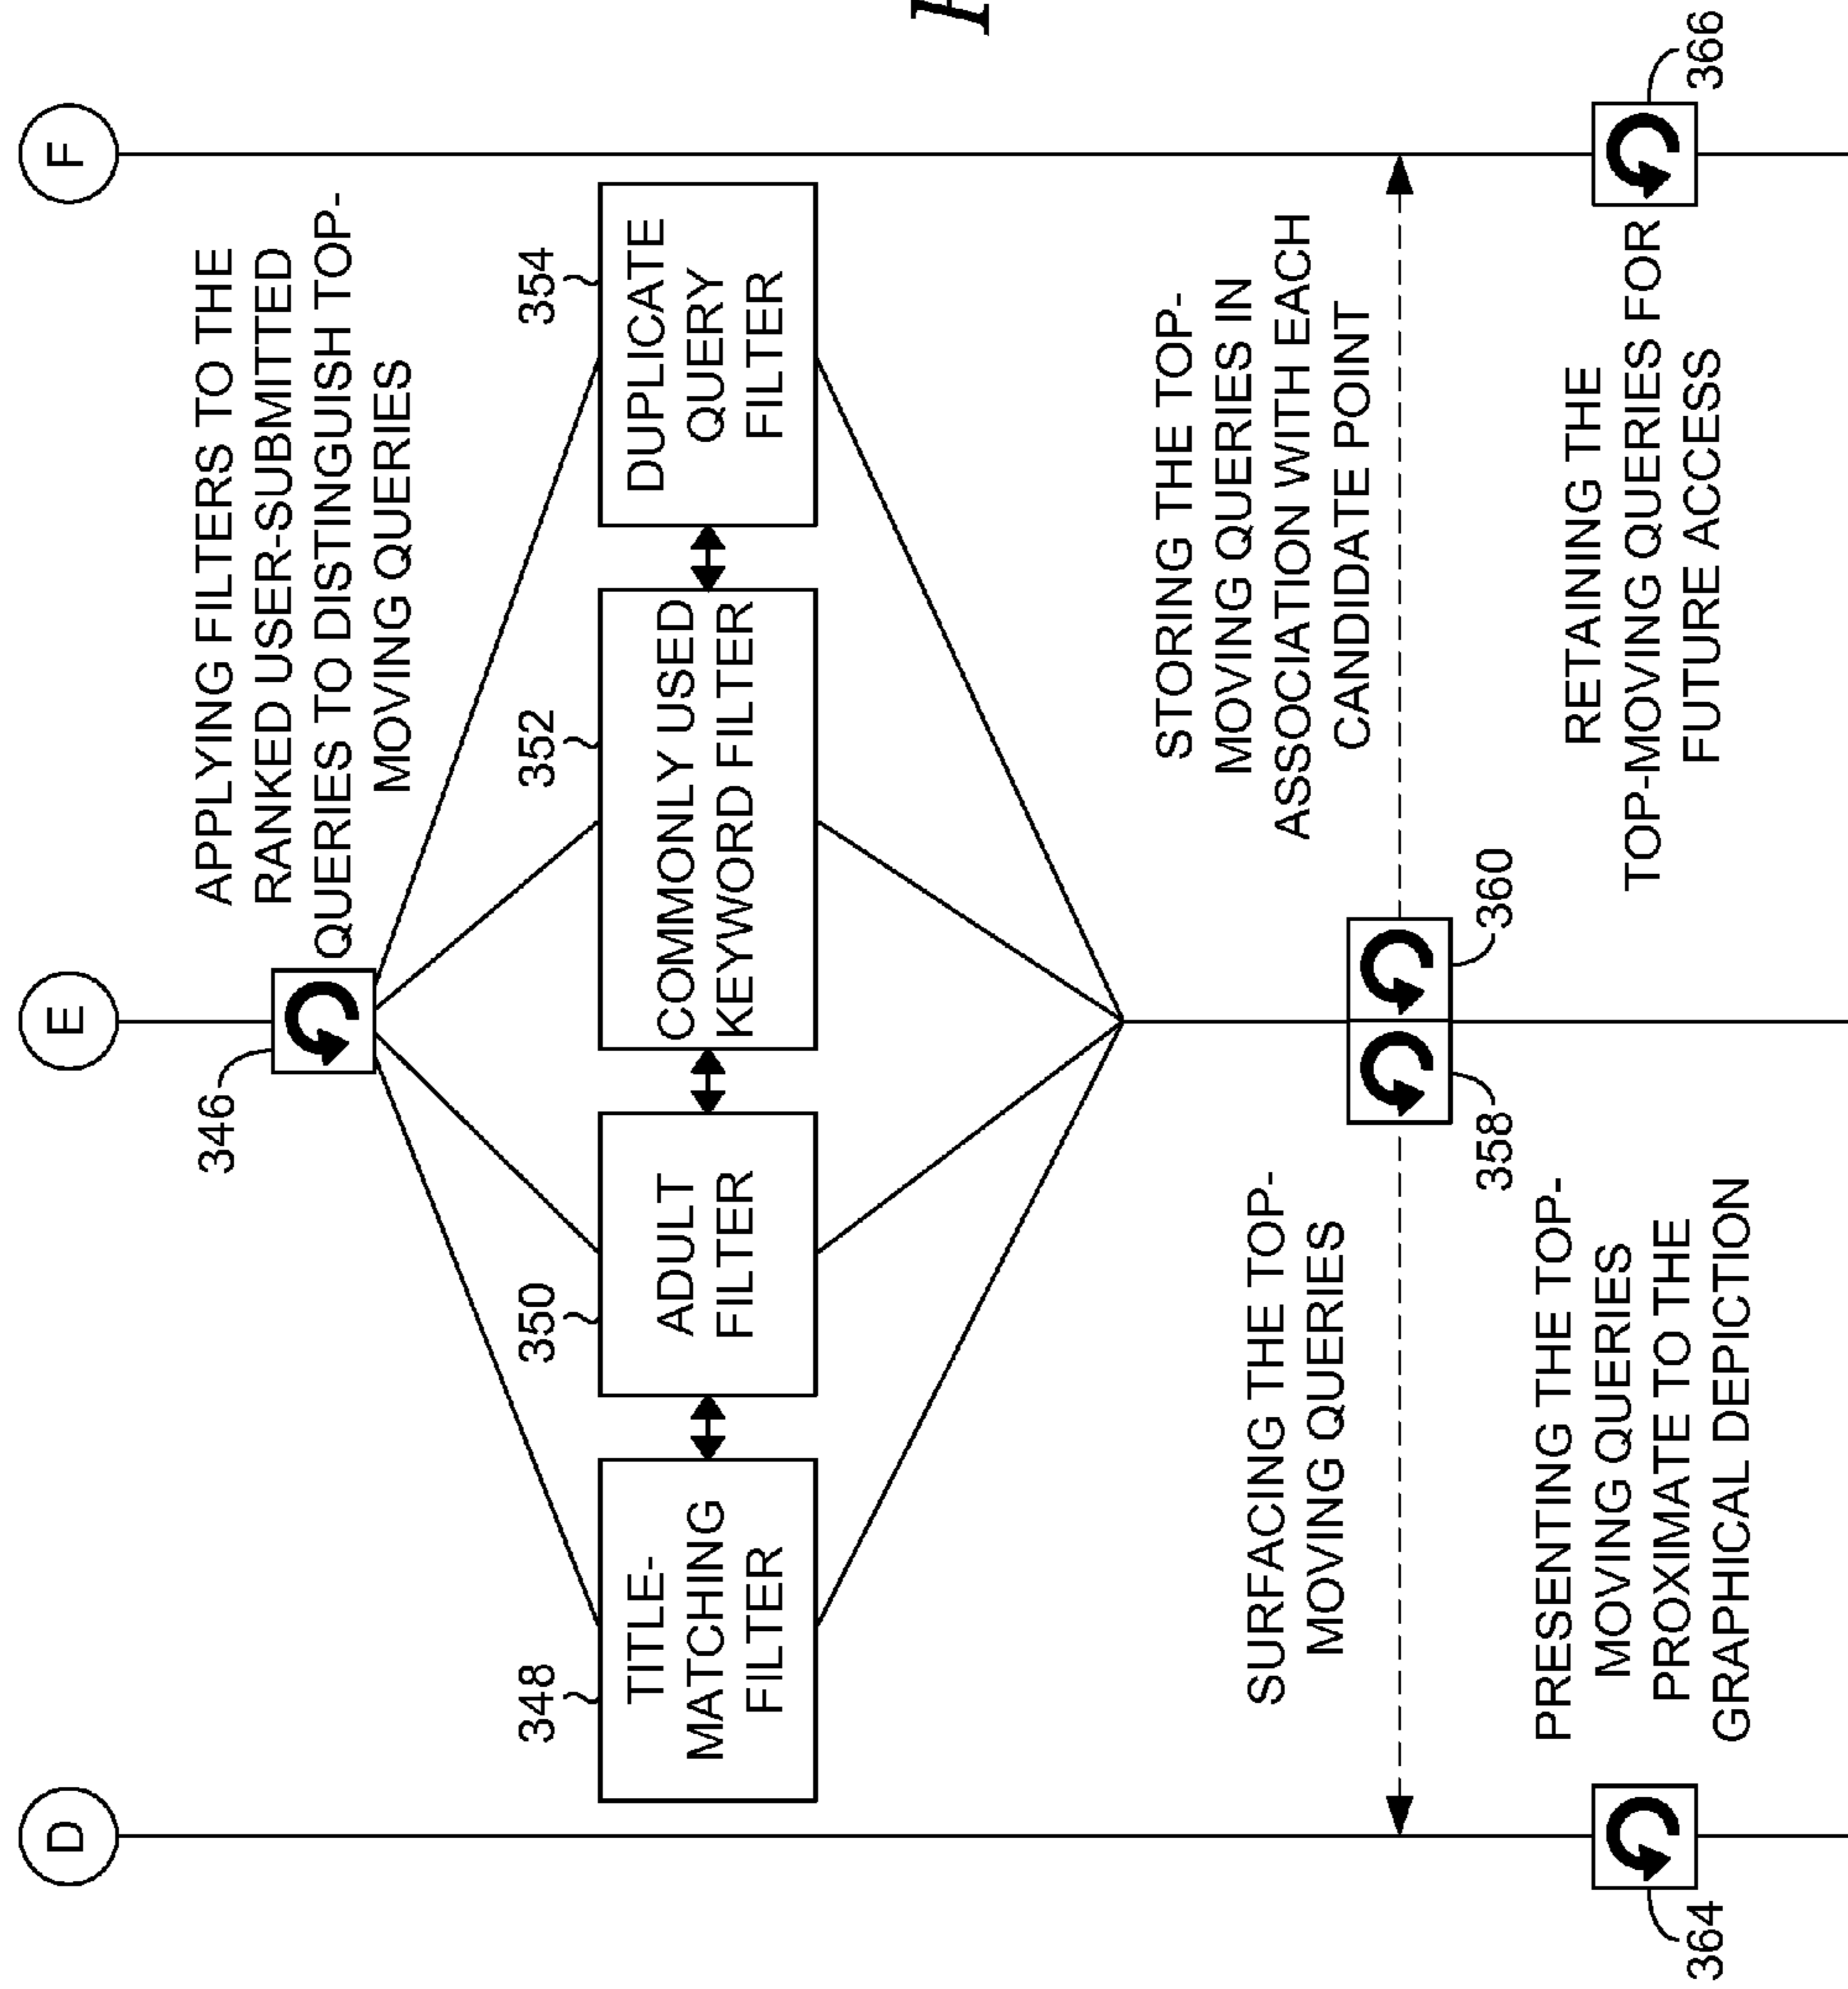 D
E
F
346
APPLYING FILTERS TO THE
RANKED USER-SUBMITTED
QUERIES TO DISTINGUISH TOP-
MOVING QUERIES
348
TITLE-
MATCHING
FILTER
350
ADULT
FILTER
352
COMMONLY USED
KEYWORD FILTER
354
DUPLICATE
QUERY
FILTER
SURFACING THE TOP-
MOVING QUERIES
STORING THE TOP-
MOVING QUERIES IN
ASSOCIATION WITH EACH
CANDIDATE POINT
358
360
364
PRESENTING THE TOP-
MOVING QUERIES
PROXIMATE TO THE
GRAPHICAL DEPICTION
RETAINING THE
TOP-MOVING QUERIES FOR
FUTURE ACCESS
366